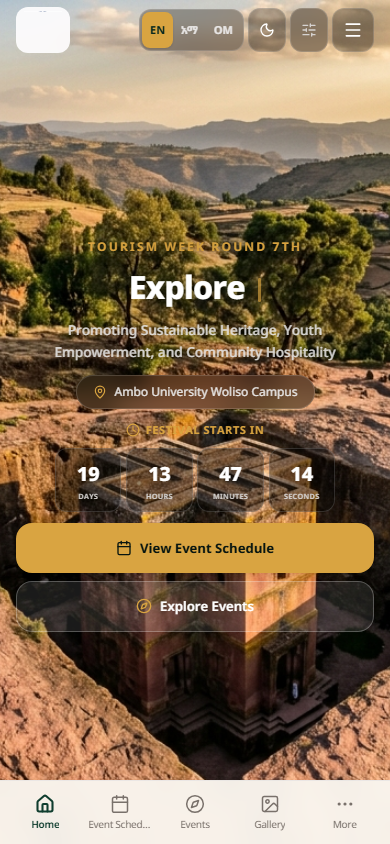 EN አማ OM
TOURISM WEEK ROUND 7TH
Explore
Promoting Sustainable Heritage, Youth
Empowerment, and Community Hospitality
Ambo University Woliso Campus
FESTIVAL STARTS IN
19 13 47 14
DAYS HOURS MINUTES SECONDS
View Event Schedule
Explore Events
Home Event Sched... Events Gallery More